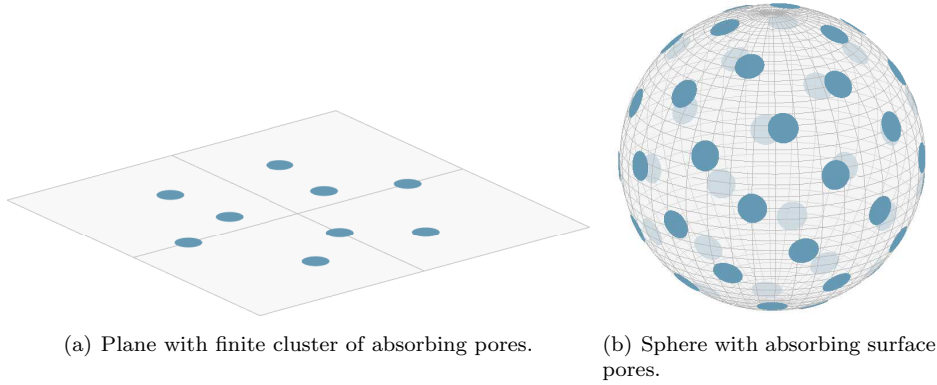 (a) Plane with finite cluster of absorbing pores.
(b) Sphere with absorbing surface
pores.